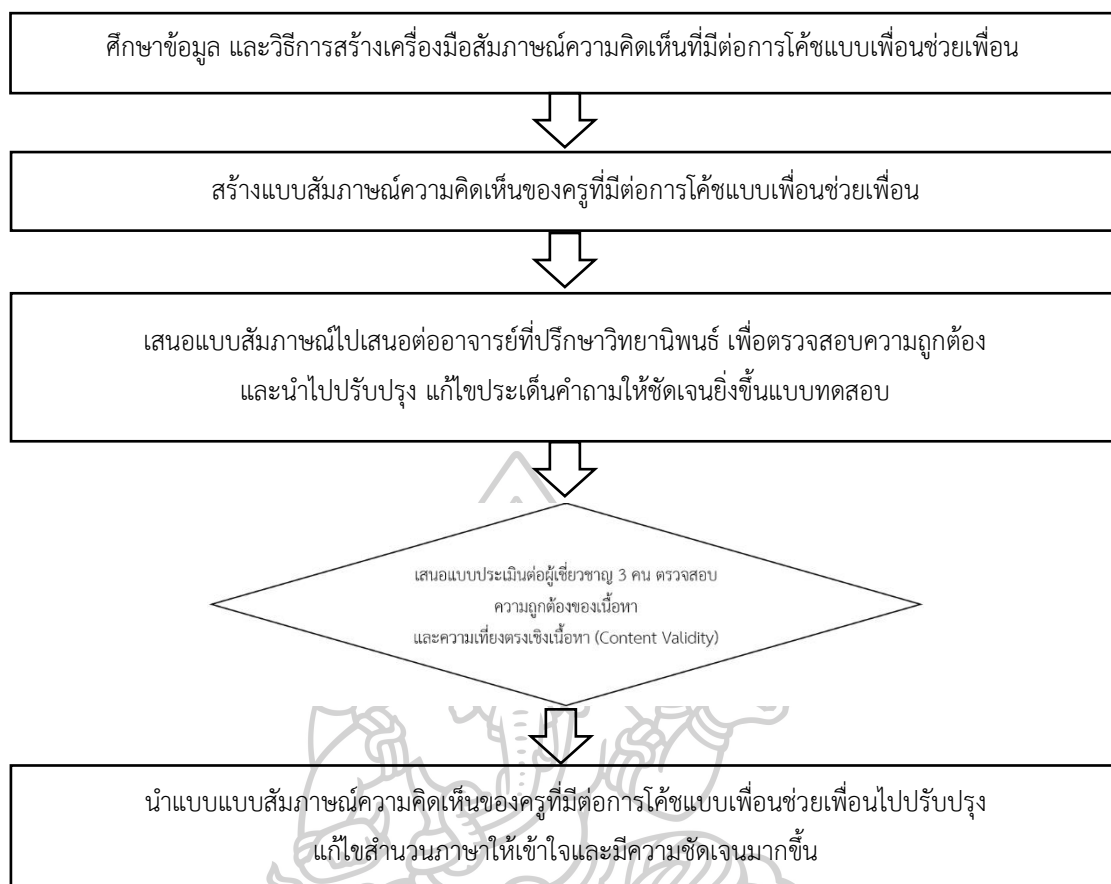 ศึกษาข้อมูล และวิธีการสร้างเครื่องมือสัมภาษณ์ความคิดเห็นที่มีต่อการโค้ชแบบเพื่อนช่วยเพื่อน
สร้างแบบสัมภาษณ์ความคิดเห็นของครูที่มีต่อการโค้ชแบบเพื่อนช่วยเพื่อน
เสนอแบบสัมภาษณ์ไปเสนอต่ออาจารย์ที่ปรึกษาวิทยานิพนธ์ เพื่อตรวจสอบความถูกต้อง
และนำไปปรับปรุง แก้ไขประเด็นคำถามให้ชัดเจนยิ่งขึ้นแบบทดสอบ
เสนอแบบประเมินต่อผู้เชี่ยวชาญ 3 คน ตรวจสอบ
ความถูกต้องของเนื้อหา
และความเที่ยงตรงเชิงเนื้อหา (Content Validity)
นำแบบแบบสัมภาษณ์ความคิดเห็นของครูที่มีต่อการโค้ชแบบเพื่อนช่วยเพื่อนไปปรับปรุง
แก้ไขสำนวนภาษาให้เข้าใจและมีความชัดเจนมากขึ้น